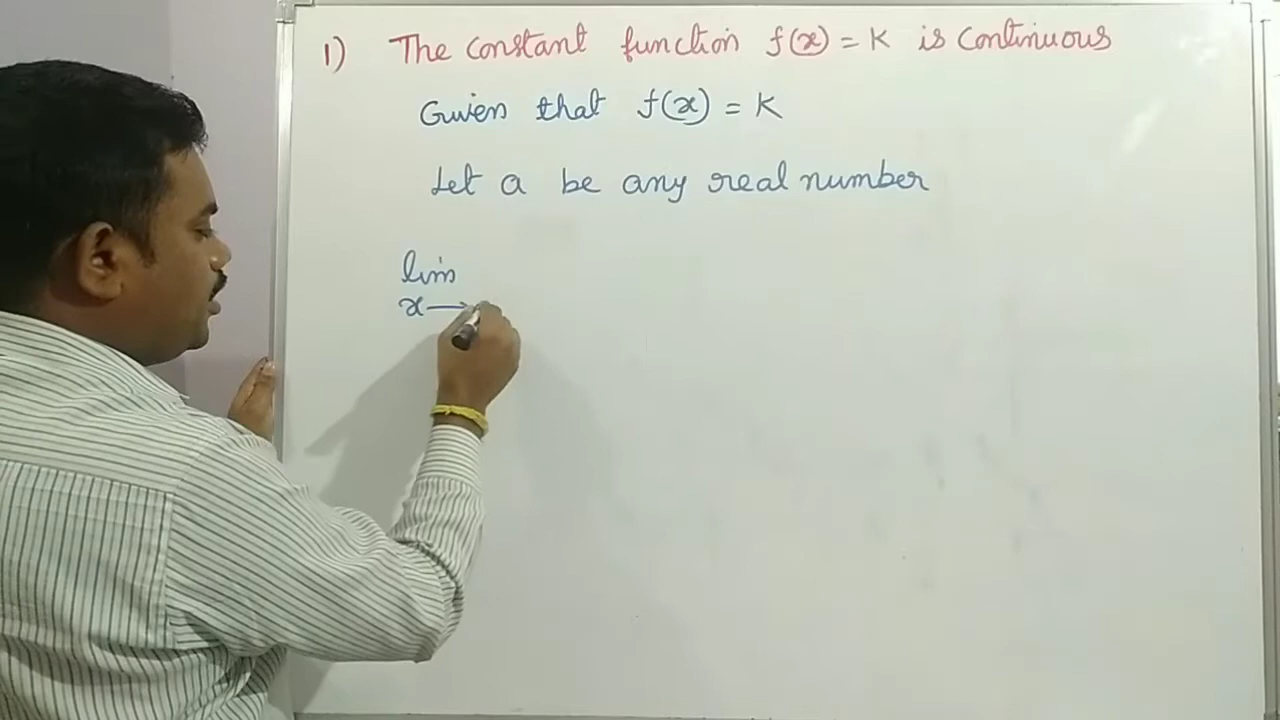 1) The constant function f(x) = K is continuous
Given that f(x) = K
Let a be any real number
lim
x→